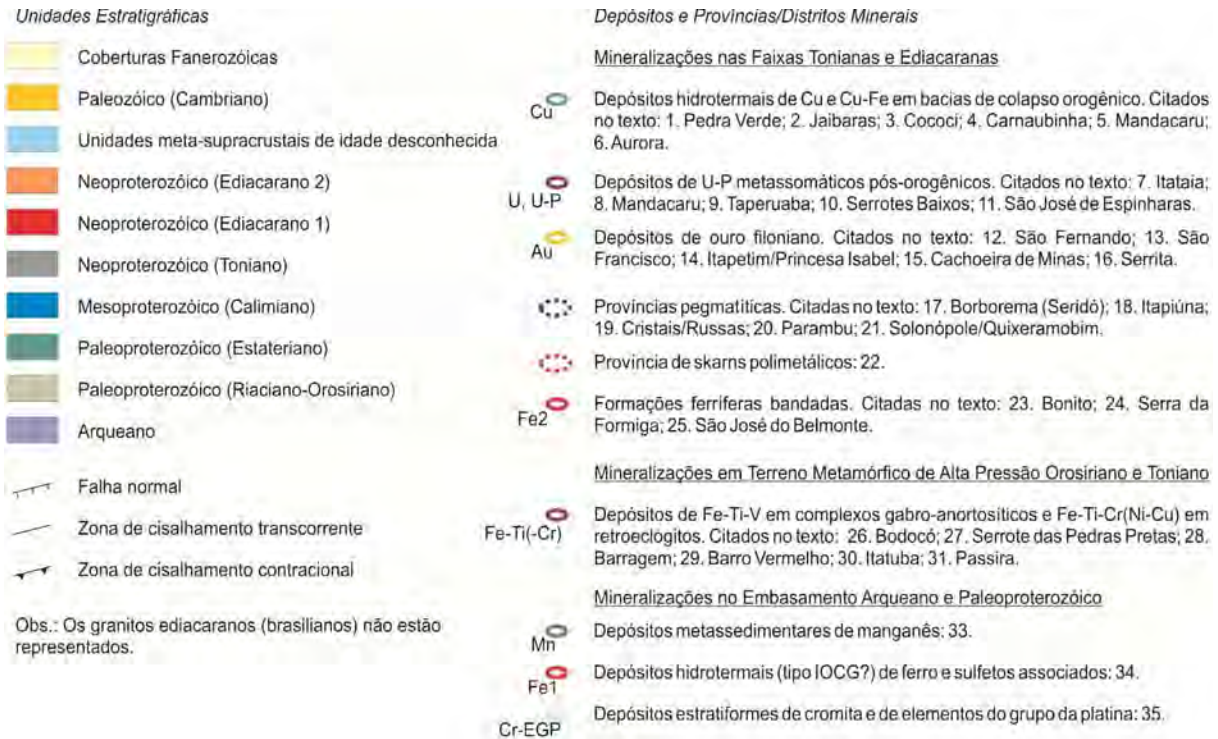 Unidades Estratigráficas
Coberturas Fanerozóicas
Paleozóico (Cambriano)
Unidades meta-supracrustais de idade desconhecida
Neoproterozóico (Ediacarano 2)
Neoproterozóico (Ediacarano 1)
Neoproterozóico (Toniano)
Mesoproterozóico (Calimiano)
Paleoproterozóico (Estateriano)
Paleoproterozóico (Riaciano-Orosiriano)
Arqueano
Falha normal
Zona de cisalhamento transcorrente
Zona de cisalhamento contracional
Obs.: Os granitos ediacaranos (brasilianos) não estão
representados.
Depósitos e Províncias/Distritos Minerais
Mineralizações nas Faixas Tonianas e Ediacaranas
Cu
Depósitos hidrotermais de Cu e Cu-Fe em bacias de colapso orogênico. Citados
no texto: 1. Pedra Verde; 2. Jaibaras; 3. Cococí; 4. Carnaubinha; 5. Mandacaru;
6. Aurora.
U, U-P
Depósitos de U-P metassomáticos pós-orogênicos. Citados no texto: 7. Itataia;
8. Mandacaru; 9. Taperuaba; 10. Serrotes Baixos; 11. São José de Espinharas.
Au
Depósitos de ouro filoniano. Citados no texto: 12. São Fernando; 13. São
Francisco; 14. Itapetim/Princesa Isabel; 15. Cachoeira de Minas; 16. Serrita.
Províncias pegmatíticas. Citadas no texto: 17. Borborema (Seridó); 18. Itapiúna;
19. Cristais/Russas; 20. Parambu; 21. Solonópole/Quixeramobim.
Província de skarns polimetálicos: 22.
Fe2
Formações ferríferas bandadas. Citadas no texto: 23. Bonito; 24. Serra da
Formiga; 25. São José do Belmonte.
Mineralizações em Terreno Metamórfico de Alta Pressão Orosiriano e Toniano
Fe-Ti(-Cr)
Depósitos de Fe-Ti-V em complexos gabro-anortosíticos e Fe-Ti-Cr(Ni-Cu) em
retroeclogitos. Citados no texto: 26. Bodocó; 27. Serrote das Pedras Pretas; 28.
Barragem; 29. Barro Vermelho; 30. Itatuba; 31. Passira.
Mineralizações no Embasamento Arqueano e Paleoproterozóico
Mn
Depósitos metassedimentares de manganês: 33.
Fe1
Depósitos hidrotermais (tipo IOCG?) de ferro e sulfetos associados: 34.
Cr-EGP
Depósitos estratiformes de cromita e de elementos do grupo da platina: 35.